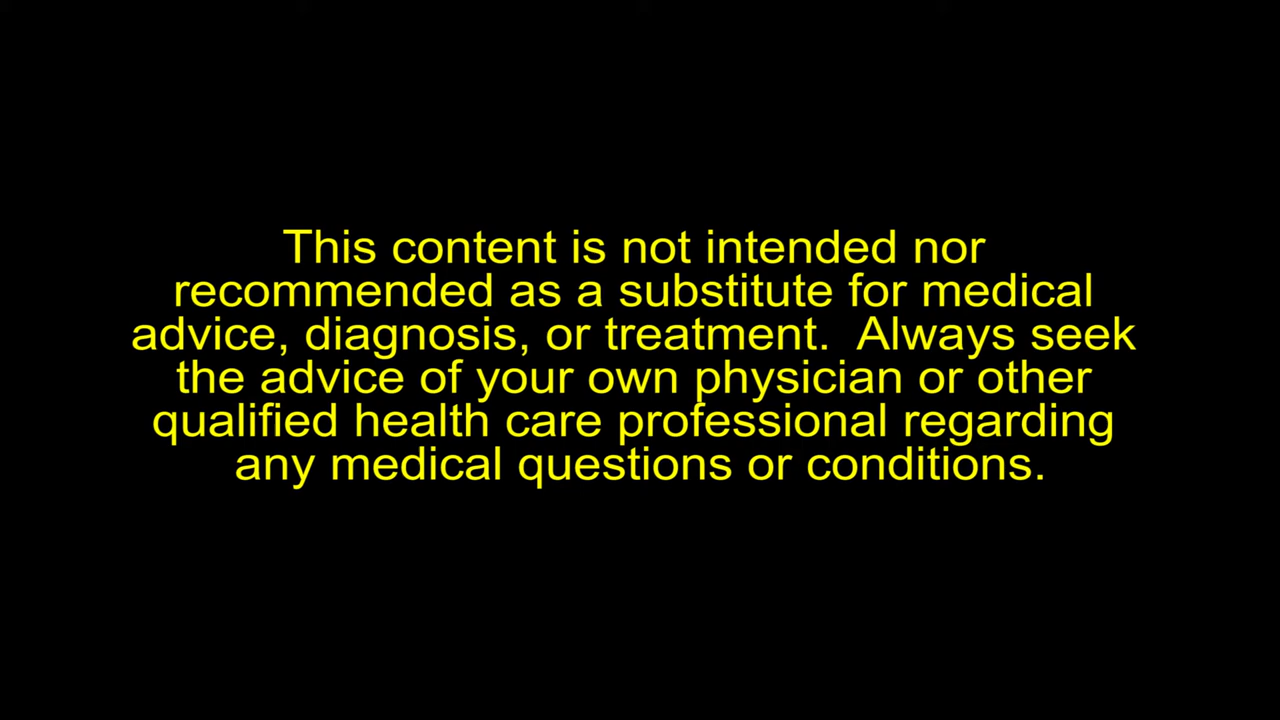 This content is not intended nor
recommended as a substitute for medical
advice, diagnosis, or treatment.  Always seek
the advice of your own physician or other
qualified health care professional regarding
any medical questions or conditions.